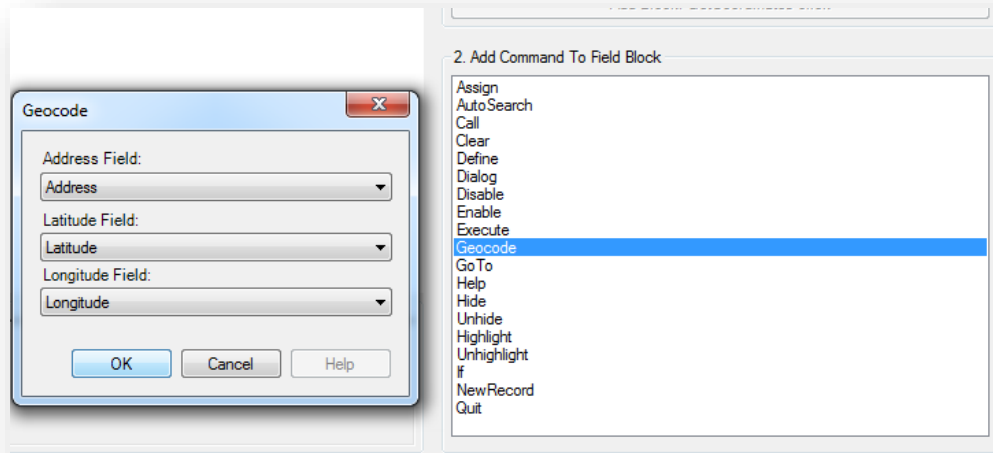 2. Add Command To Field Block
Geocode
Address Field:
Address
Latitude Field:
Latitude
Longitude Field:
Longitude
OK
Cancel
Help
Assign
AutoSearch
Call
Clear
Define
Dialog
Disable
Enable
Execute
Geocode
GoTo
Help
Hide
Unhide
Highlight
Unhighlight
If
NewRecord
Quit